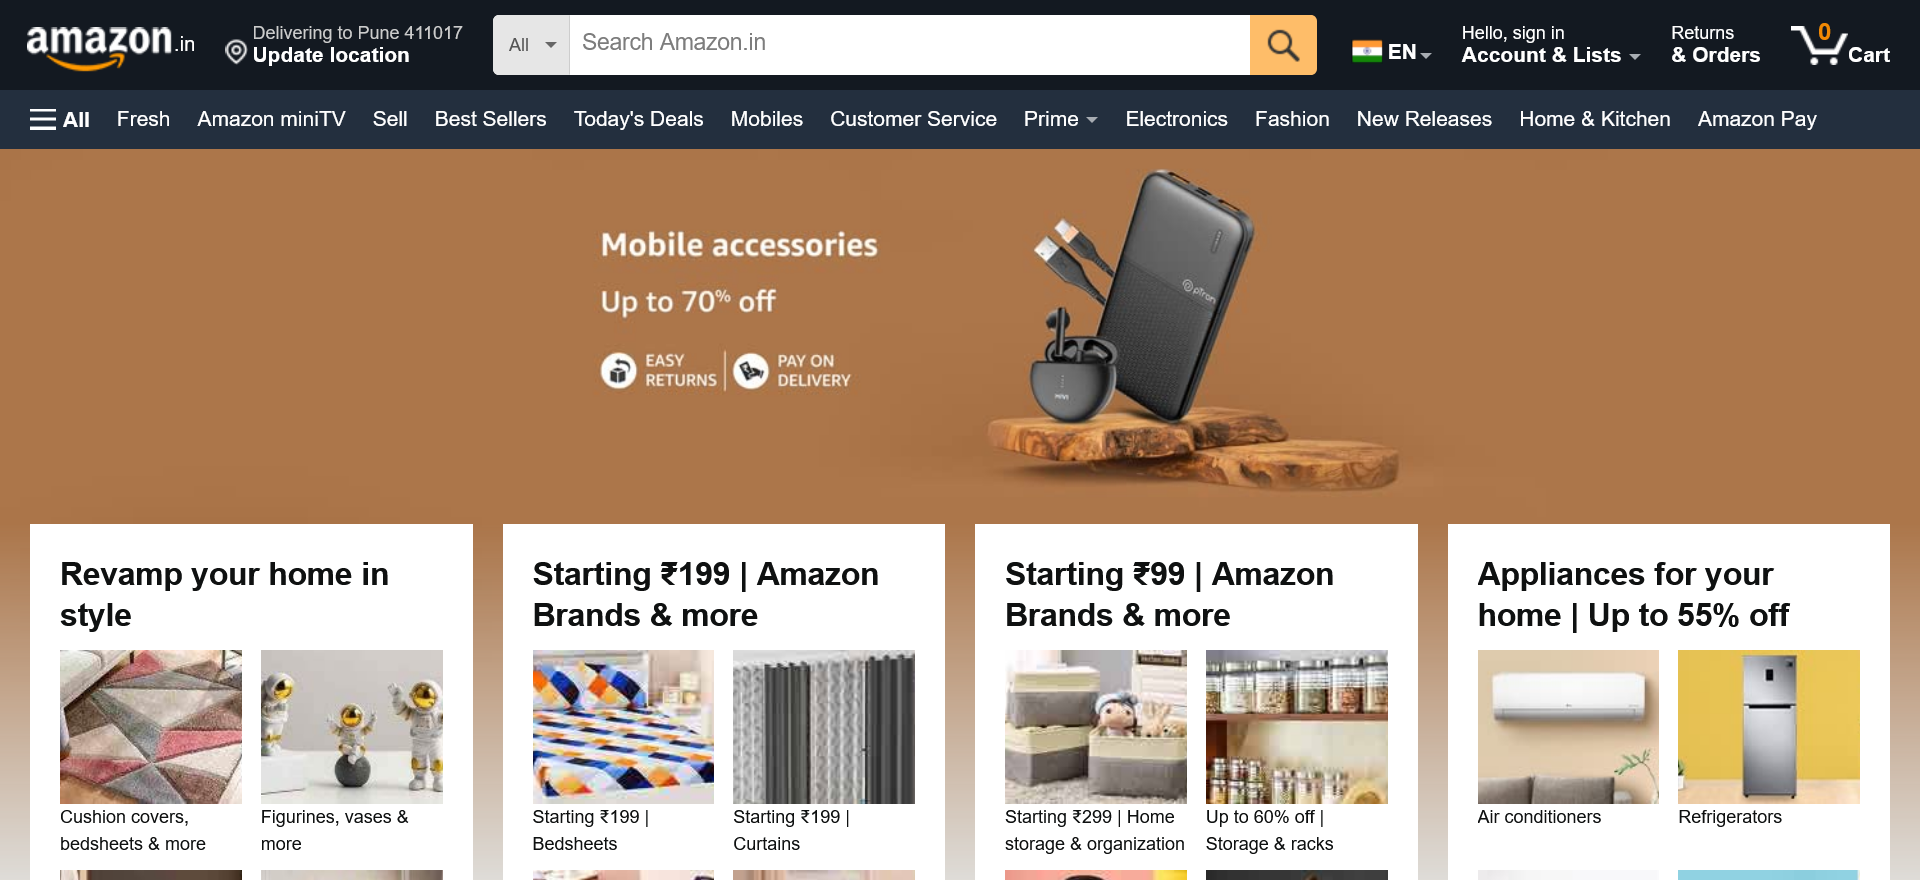 amazon.in
Delivering to Pune 411017
Update location
All
Search Amazon.in
EN
Hello, sign in
Account & Lists
Returns
& Orders
0
Cart
All
Fresh
Amazon miniTV
Sell
Best Sellers
Today's Deals
Mobiles
Customer Service
Prime
Electronics
Fashion
New Releases
Home & Kitchen
Amazon Pay
Mobile accessories
Up to 70% off
EASY
RETURNS
PAY ON
DELIVERY
pTron
MIVI
Revamp your home in
style
Cushion covers,
bedsheets & more
Figurines, vases &
more
Starting ₹199 | Amazon
Brands & more
Starting ₹199 |
Bedsheets
Starting ₹199 |
Curtains
Starting ₹99 | Amazon
Brands & more
Starting ₹299 | Home
storage & organization
Up to 60% off |
Storage & racks
Appliances for your
home | Up to 55% off
Air conditioners
Refrigerators